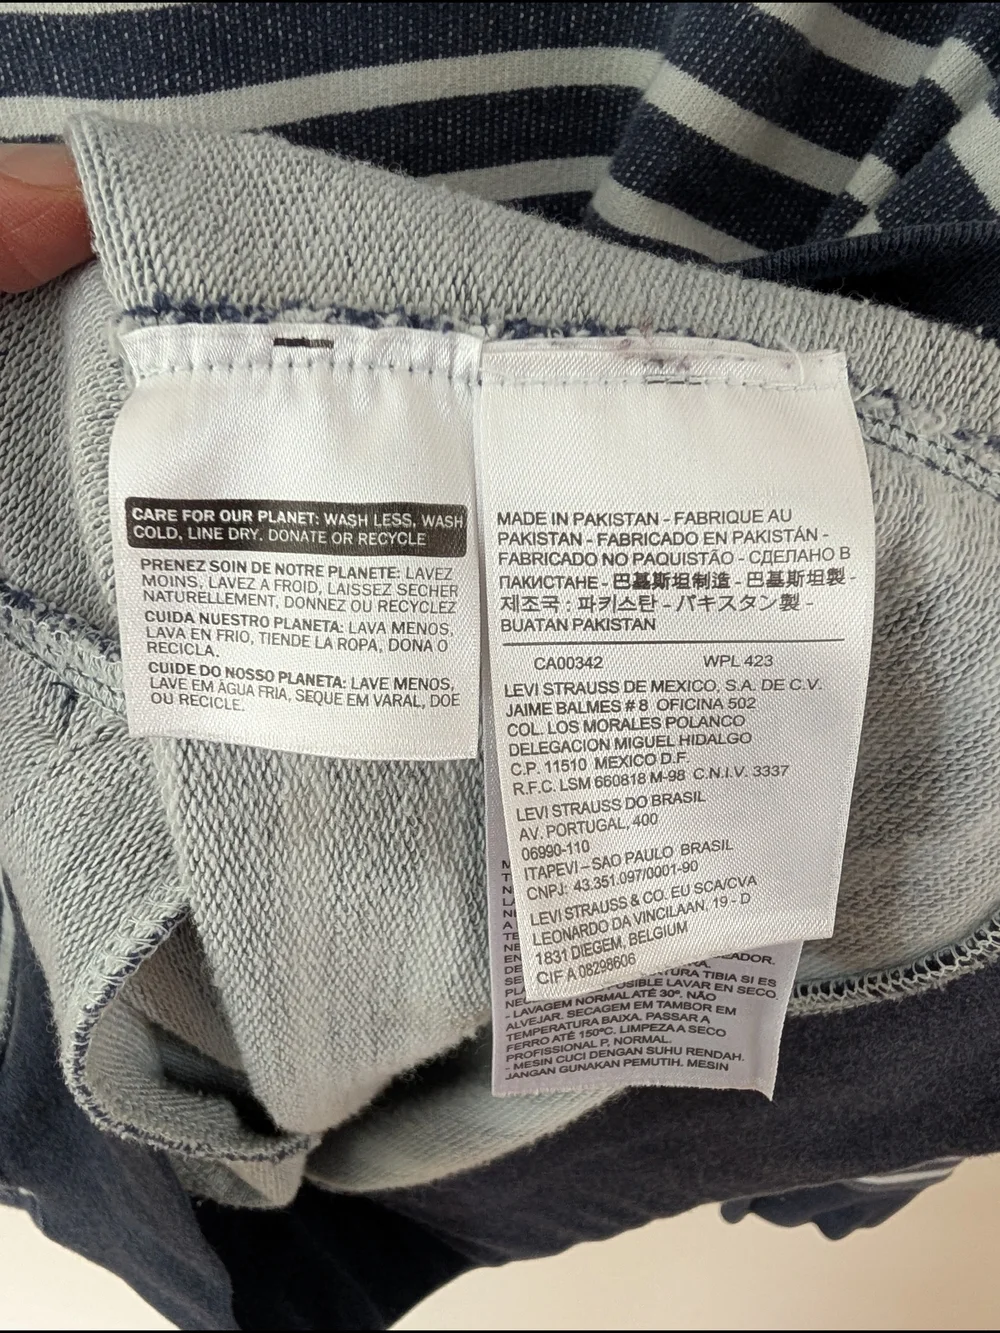 CARE FOR OUR PLANET: WASH LESS, WASH
COLD, LINE DRY. DONATE OR RECYCLE
PRENEZ SOIN DE NOTRE PLANETE: LAVEZ
MOINS, LAVEZ A FROID, LAISSEZ SECHER
NATURELLEMENT, DONNEZ OU RECYCLEZ
CUIDA NUESTRO PLANETA: LAVA MENOS,
LAVA EN FRIO, TIENDE LA ROPA, DONA O
RECICLA.
CUIDE DO NOSSO PLANETA: LAVE MENOS,
LAVE EM ÁGUA FRIA, SEQUE EM VARAL, DOE
OU RECICLE.
MADE IN PAKISTAN - FABRIQUE AU
PAKISTAN - FABRICADO EN PAKISTÁN -
FABRICADO NO PAQUISTÃO - СДЕПАНО В
ПАКИСТАНЕ - 巴基斯坦制造 - 巴基斯坦製 -
제조국 : 파키스탄 - パキスタン製 -
BUATAN PAKISTAN
CA00342 WPL 423
LEVI STRAUSS DE MEXICO, S.A. DE C.V.
JAIME BALMES # 8 OFICINA 502
COL. LOS MORALES POLANCO
DELEGACION MIGUEL HIDALGO
C.P. 11510 MEXICO D.F.
R.F.C. LSM 660818 M-98 C.N.I.V. 3337
LEVI STRAUSS DO BRASIL
AV. PORTUGAL, 400
06990-110
ITAPEVI – SAO PAULO BRASIL
CNPJ: 43.351.097/0001-90
LEVI STRAUSS & CO. EU SCA/CVA
LEONARDO DA VINCILAAN, 19 - D
1831 DIEGEM, BELGIUM
CIF A 08298606
TIBIA SI ES
LAVAR EN SECO.
- LAVAGEM NORMAL ATÉ 30º. NÃO
ALVEJAR. SECAGEM EM TAMBOR EM
TEMPERATURA BAIXA. PASSAR A
FERRO ATÉ 150ºC. LIMPEZA A SECO
PROFISSIONAL P, NORMAL.
- MESIN CUCI DENGAN SUHU RENDAH.
JANGAN GUNAKAN PEMUTIH. MESIN